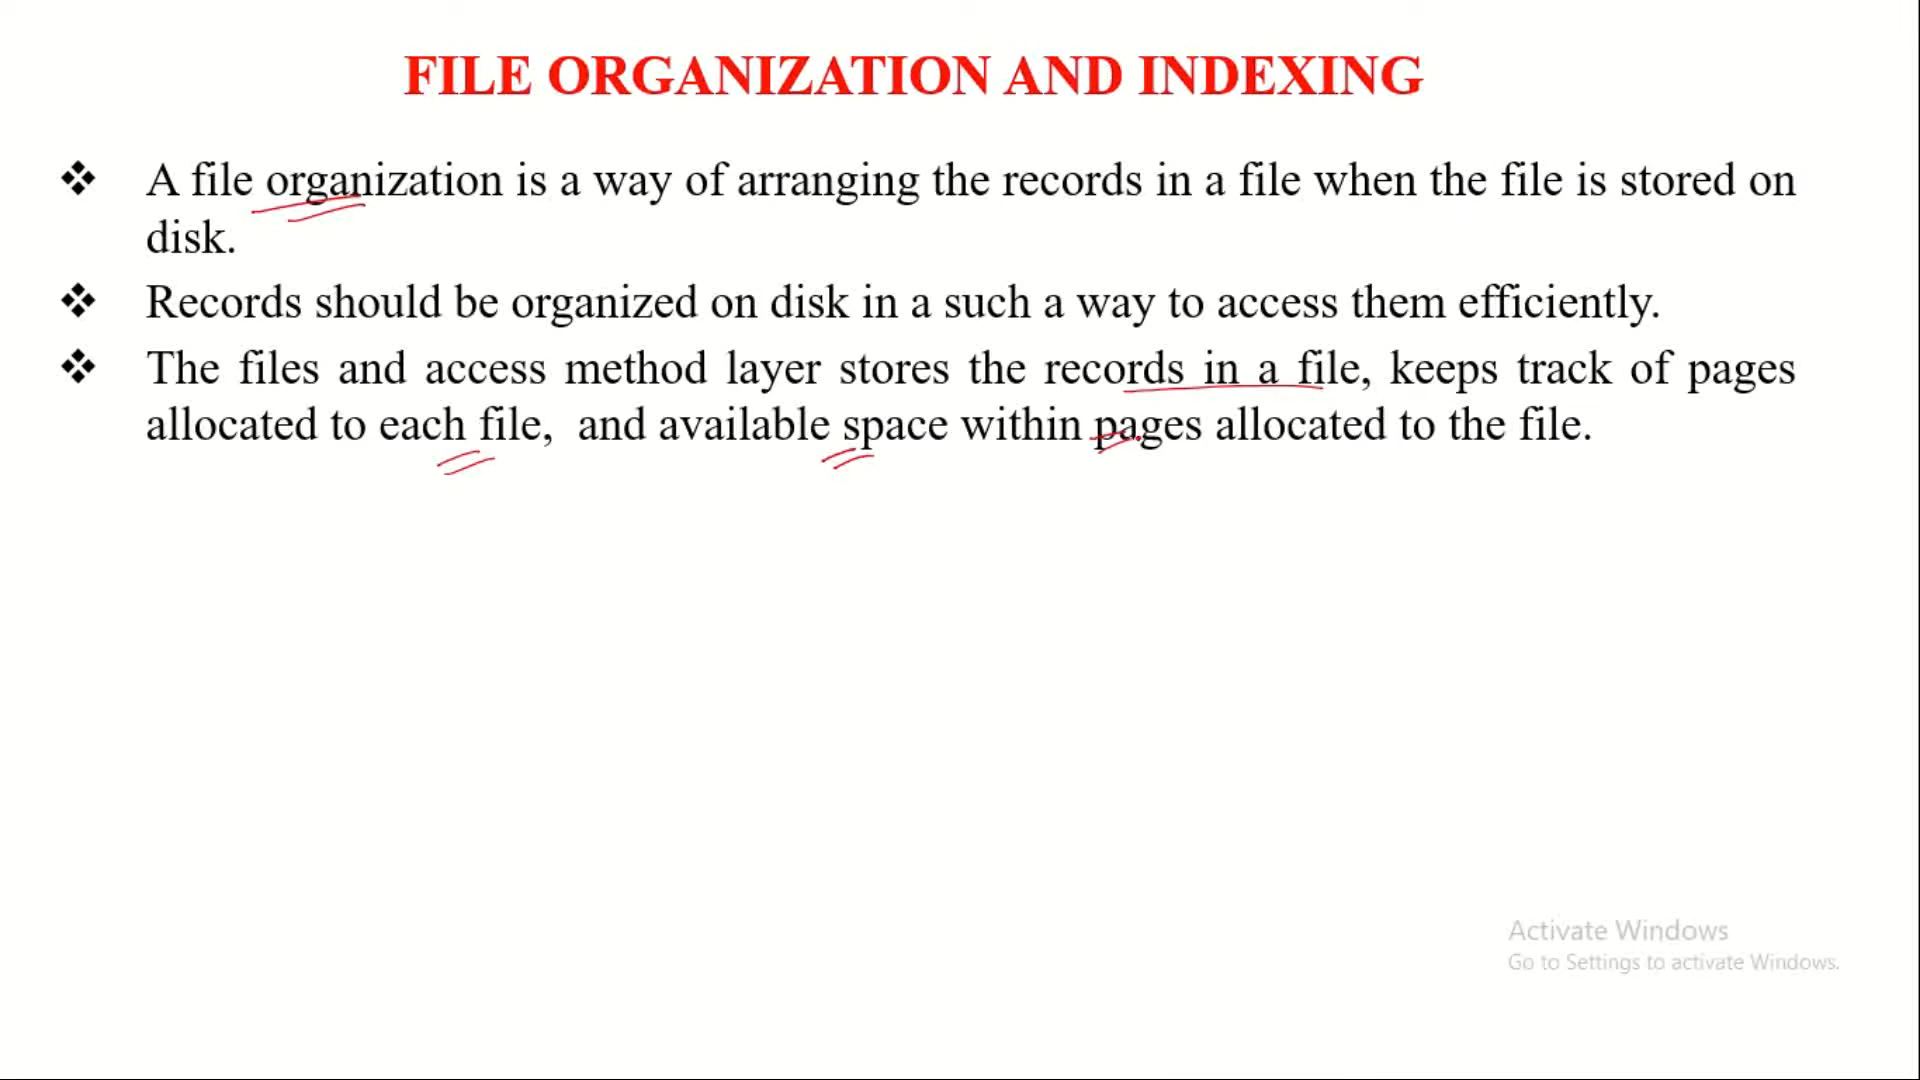 FILE ORGANIZATION AND INDEXING
❖ A file organization is a way of arranging the records in a file when the file is stored on
disk.
❖ Records should be organized on disk in a such a way to access them efficiently.
❖ The files and access method layer stores the records in a file, keeps track of pages
allocated to each file, and available space within pages allocated to the file.
Activate Windows
Go to Settings to activate Windows.